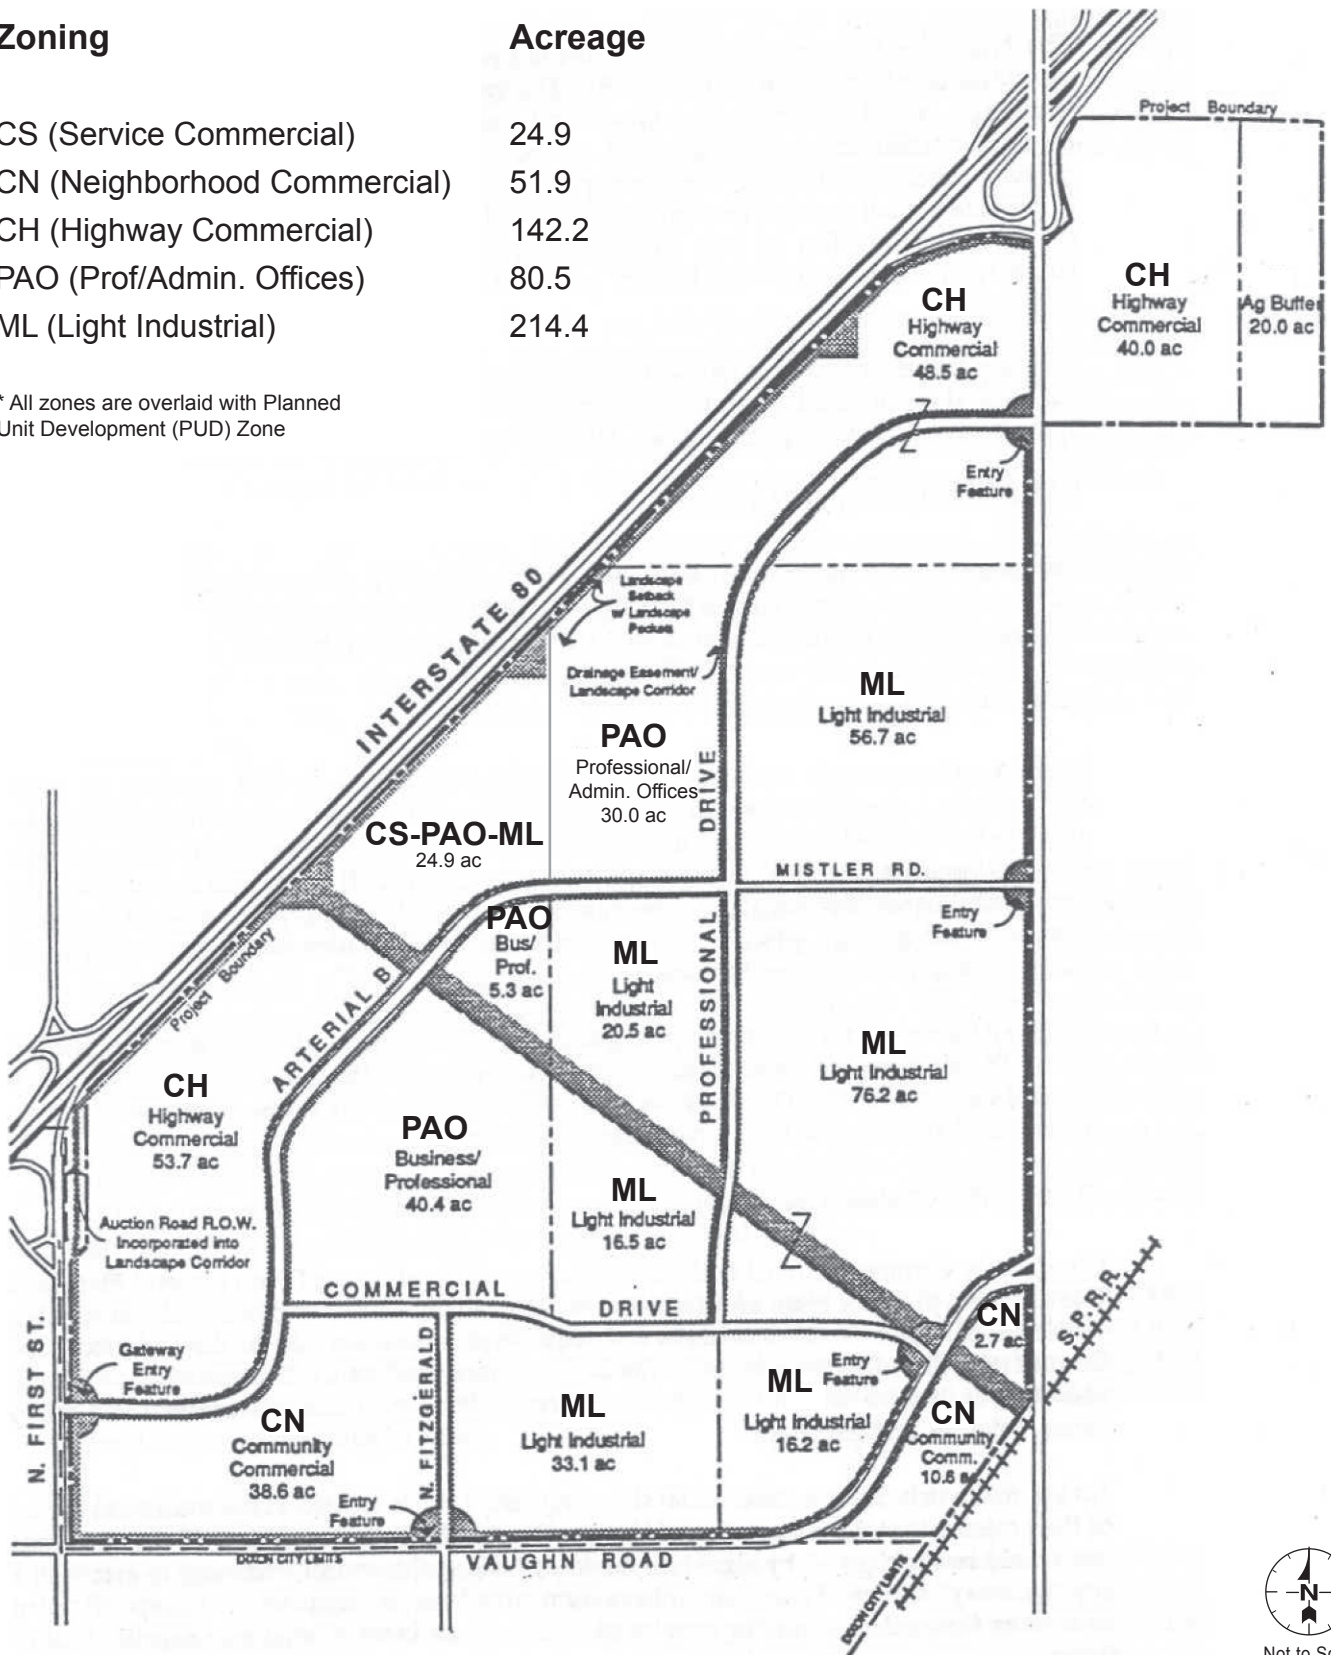 Zoning Acreage
CS (Service Commercial) 24.9
CN (Neighborhood Commercial) 51.9
CH (Highway Commercial) 142.2
PAO (Prof/Admin. Offices) 80.5
ML (Light Industrial) 214.4
* All zones are overlaid with Planned
Unit Development (PUD) Zone
Project Boundary
CH
Highway
Commercial
40.0 ac
Ag Buffer
20.0 ac
CH
Highway
Commercial
48.5 ac
Entry
Feature
INTERSTATE 80
Landscape
Setback
w/ Landscape
Pockets
Drainage Easement/
Landscape Corridor
ML
Light Industrial
56.7 ac
PAO
Professional/
Admin. Offices
30.0 ac
PROFESSIONAL DRIVE
CS-PAO-ML
24.9 ac
MISTLER RD.
Entry
Feature
Project Boundary
ARTERIAL B
PAO
Bus/
Prof.
5.3 ac
ML
Light
Industrial
20.5 ac
ML
Light Industrial
76.2 ac
CH
Highway
Commercial
53.7 ac
PAO
Business/
Professional
40.4 ac
ML
Light Industrial
16.5 ac
Auction Road R.O.W.
Incorporated into
Landscape Corridor
COMMERCIAL DRIVE
CN
2.7 ac
S.P.R.R.
N. FIRST ST.
Gateway
Entry
Feature
N. FITZGERALD
Entry
Feature
ML
Light Industrial
16.2 ac
CN
Community
Commercial
38.6 ac
ML
Light Industrial
33.1 ac
CN
Community
Comm.
10.6 ac
Entry
Feature
DIXON CITY LIMITS
VAUGHN ROAD
DIXON CITY LIMITS
N
Not to Sc